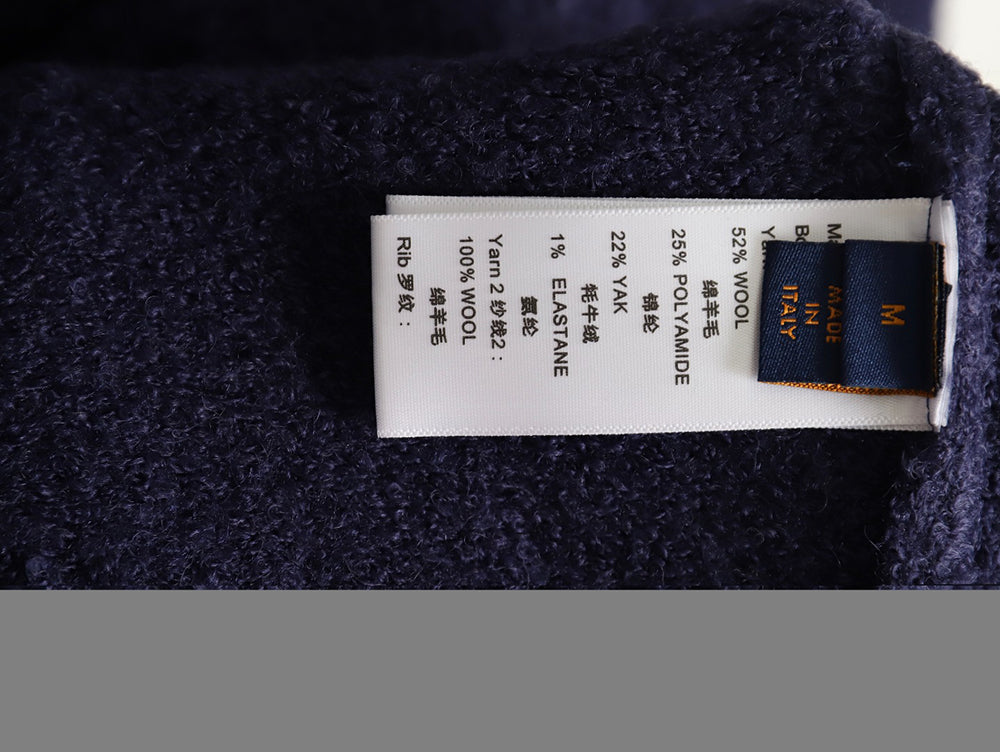 M
MADE
IN
ITALY
52% WOOL
绵羊毛
25% POLYAMIDE
锦纶
22% YAK
牦牛绒
1% ELASTANE
氨纶
Yarn 2 纱线2：
100% WOOL
绵羊毛
Rib 罗纹：